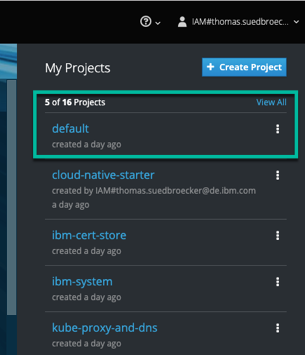 IAM#thomas.suedbroec...
My Projects
+ Create Project
5 of 16 Projects
View All
default
created a day ago
cloud-native-starter
created by IAM#thomas.suedbroecker@de.ibm.com
a day ago
ibm-cert-store
created a day ago
ibm-system
created a day ago
kube-proxy-and-dns
created a day ago